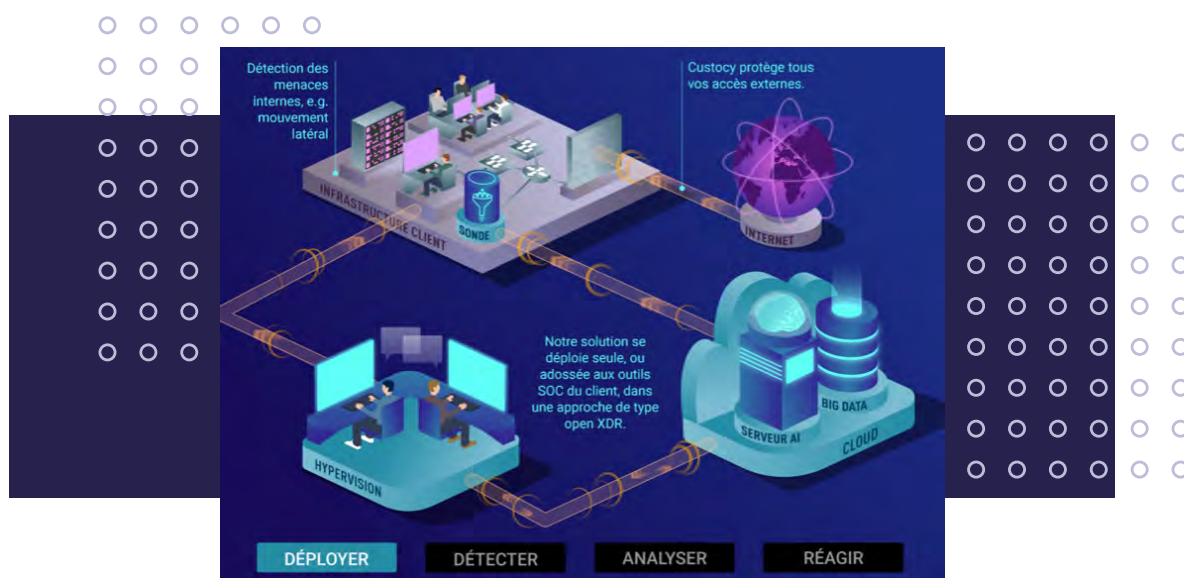 Détection des
menaces
internes, e.g.
mouvement
latéral
Custocy protège tous
vos accès externes.
INFRASTRUCTURE CLIENT
SONDE
INTERNET
Notre solution se
déploie seule, ou
adossée aux outils
SOC du client, dans
une approche de type
open XDR.
BIG DATA
SERVEUR AI
CLOUD
HYPERVISION
DÉPLOYER
DÉTECTER
ANALYSER
RÉAGIR